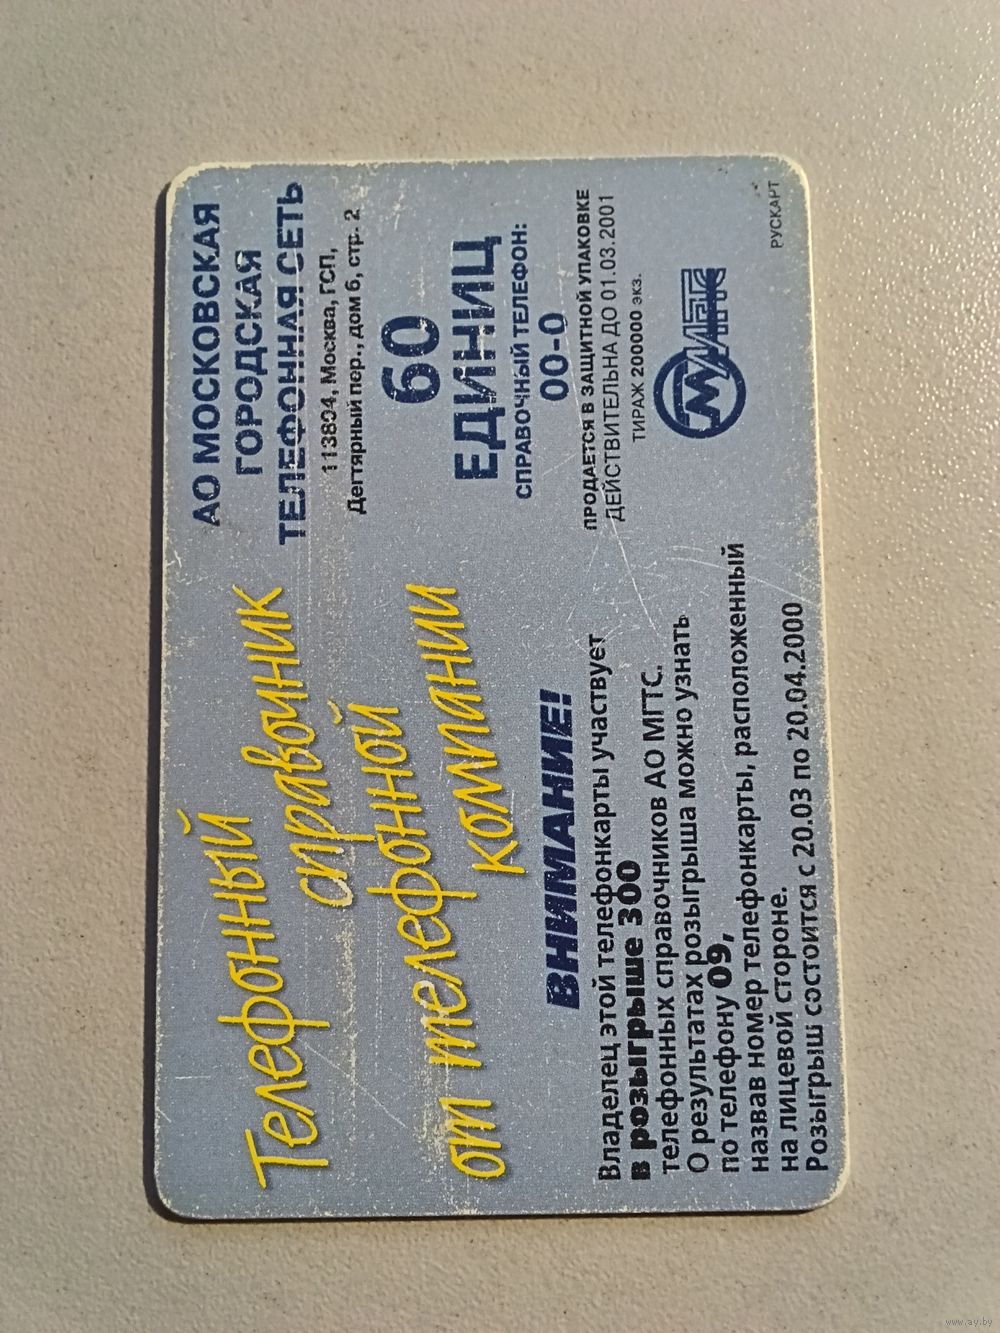 Телефонный
справочник
от телефонной
компании
ВНИМАНИЕ!
Владелец этой телефонкарты участвует
в розыгрыше 300
телефонных справочников АО МГТС.
О результатах розыгрыша можно узнать
по телефону 09,
назвав номер телефонкарты, расположенный
на лицевой стороне.
Розыгрыш состоится с 20.03 по 20.04.2000
АО МОСКОВСКАЯ
ГОРОДСКАЯ
ТЕЛЕФОННАЯ СЕТЬ
113804, Москва, ГСП,
Дегтярный пер., дом 6, стр. 2
60
ЕДИНИЦ
СПРАВОЧНЫЙ ТЕЛЕФОН:
00-0
ПРОДАЕТСЯ В ЗАЩИТНОЙ УПАКОВКЕ
ДЕЙСТВИТЕЛЬНА ДО 01.03.2001
ТИРАЖ 200000 экз.
РУСКАРТ
www.ay.by